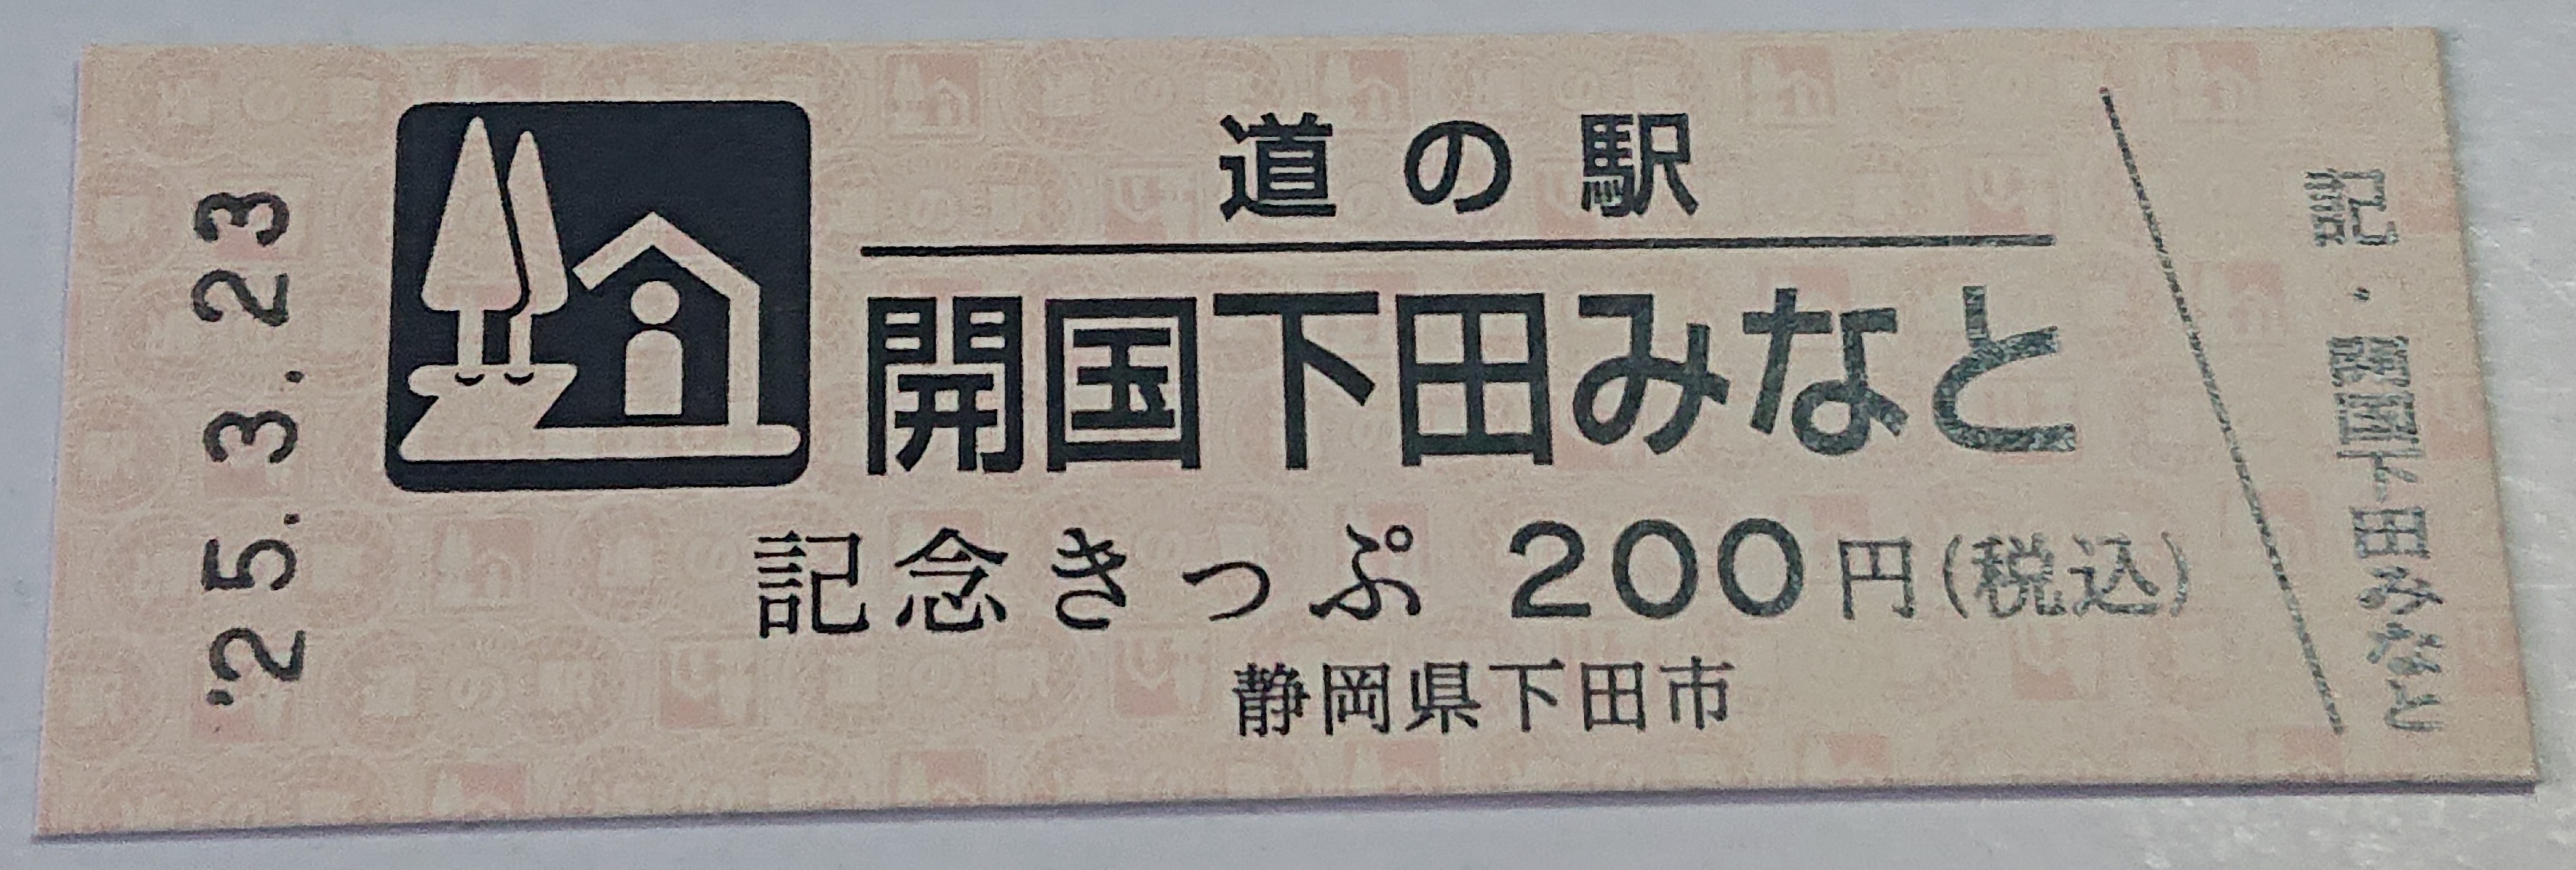 '25.3.23
道の駅
開国下田みなと
記念きっぷ 200円(税込)
静岡県下田市
記・開国下田みなと